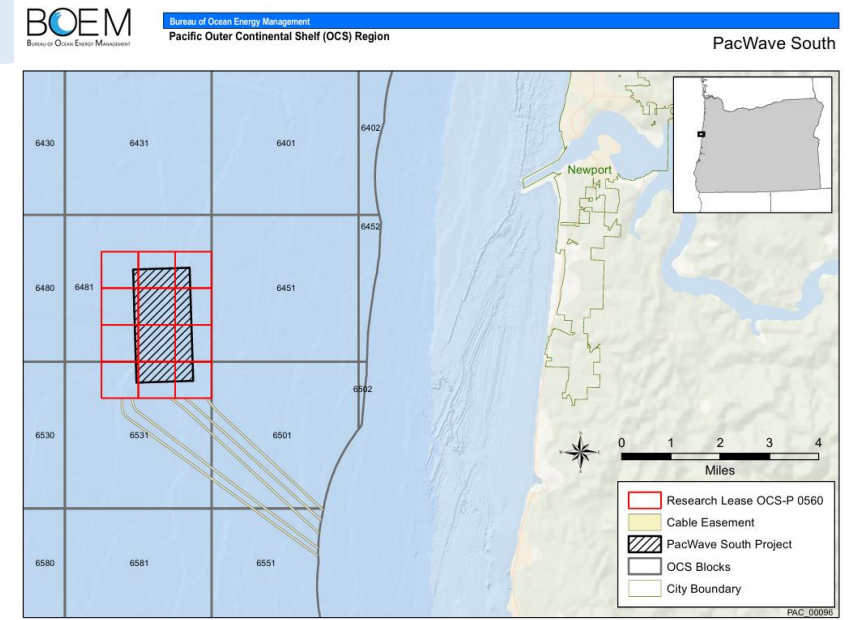 BOEM
BUREAU OF OCEAN ENERGY MANAGEMENT
Bureau of Ocean Energy Management
Pacific Outer Continental Shelf (OCS) Region
PacWave South
6402
6430 6431 6401
Newport
6452
6480 6481 6451
6502
6530 6531 6501
0 1 2 3 4
Miles
Research Lease OCS-P 0560
Cable Easement
PacWave South Project
OCS Blocks
City Boundary
6580 6581 6551
PAC_00096